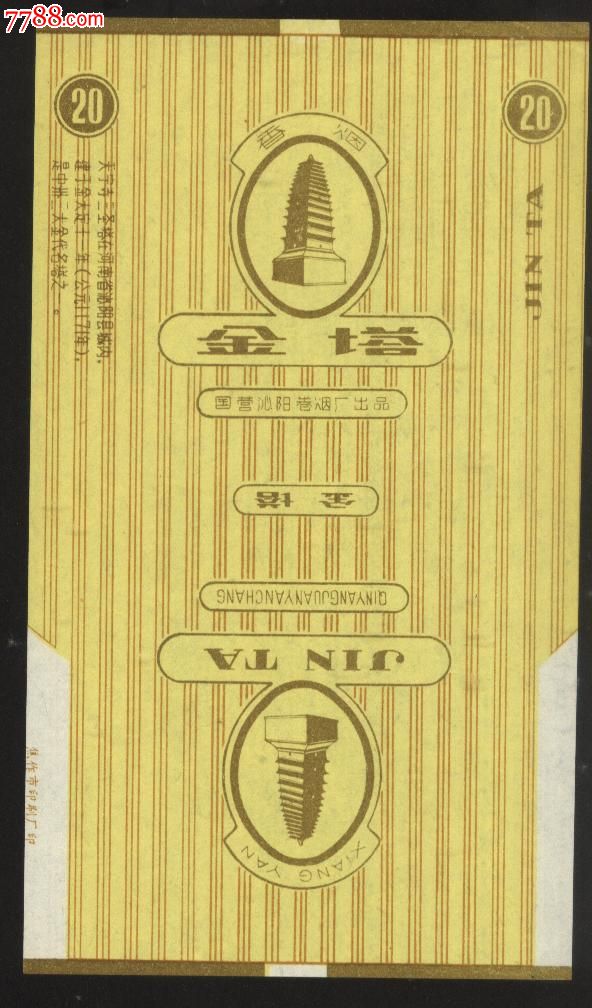 7788.com
20
20
天宁寺三圣塔在河南省沁阳县城内，
建于金大定十一年（公元1171年），
是中州二大金代名塔之一。
JIN TA
香烟
金塔
国营沁阳卷烟厂出品
金塔
QINYANGJUANYANCHANG
JIN TA
XIANG YAN
焦作市印刷厂印